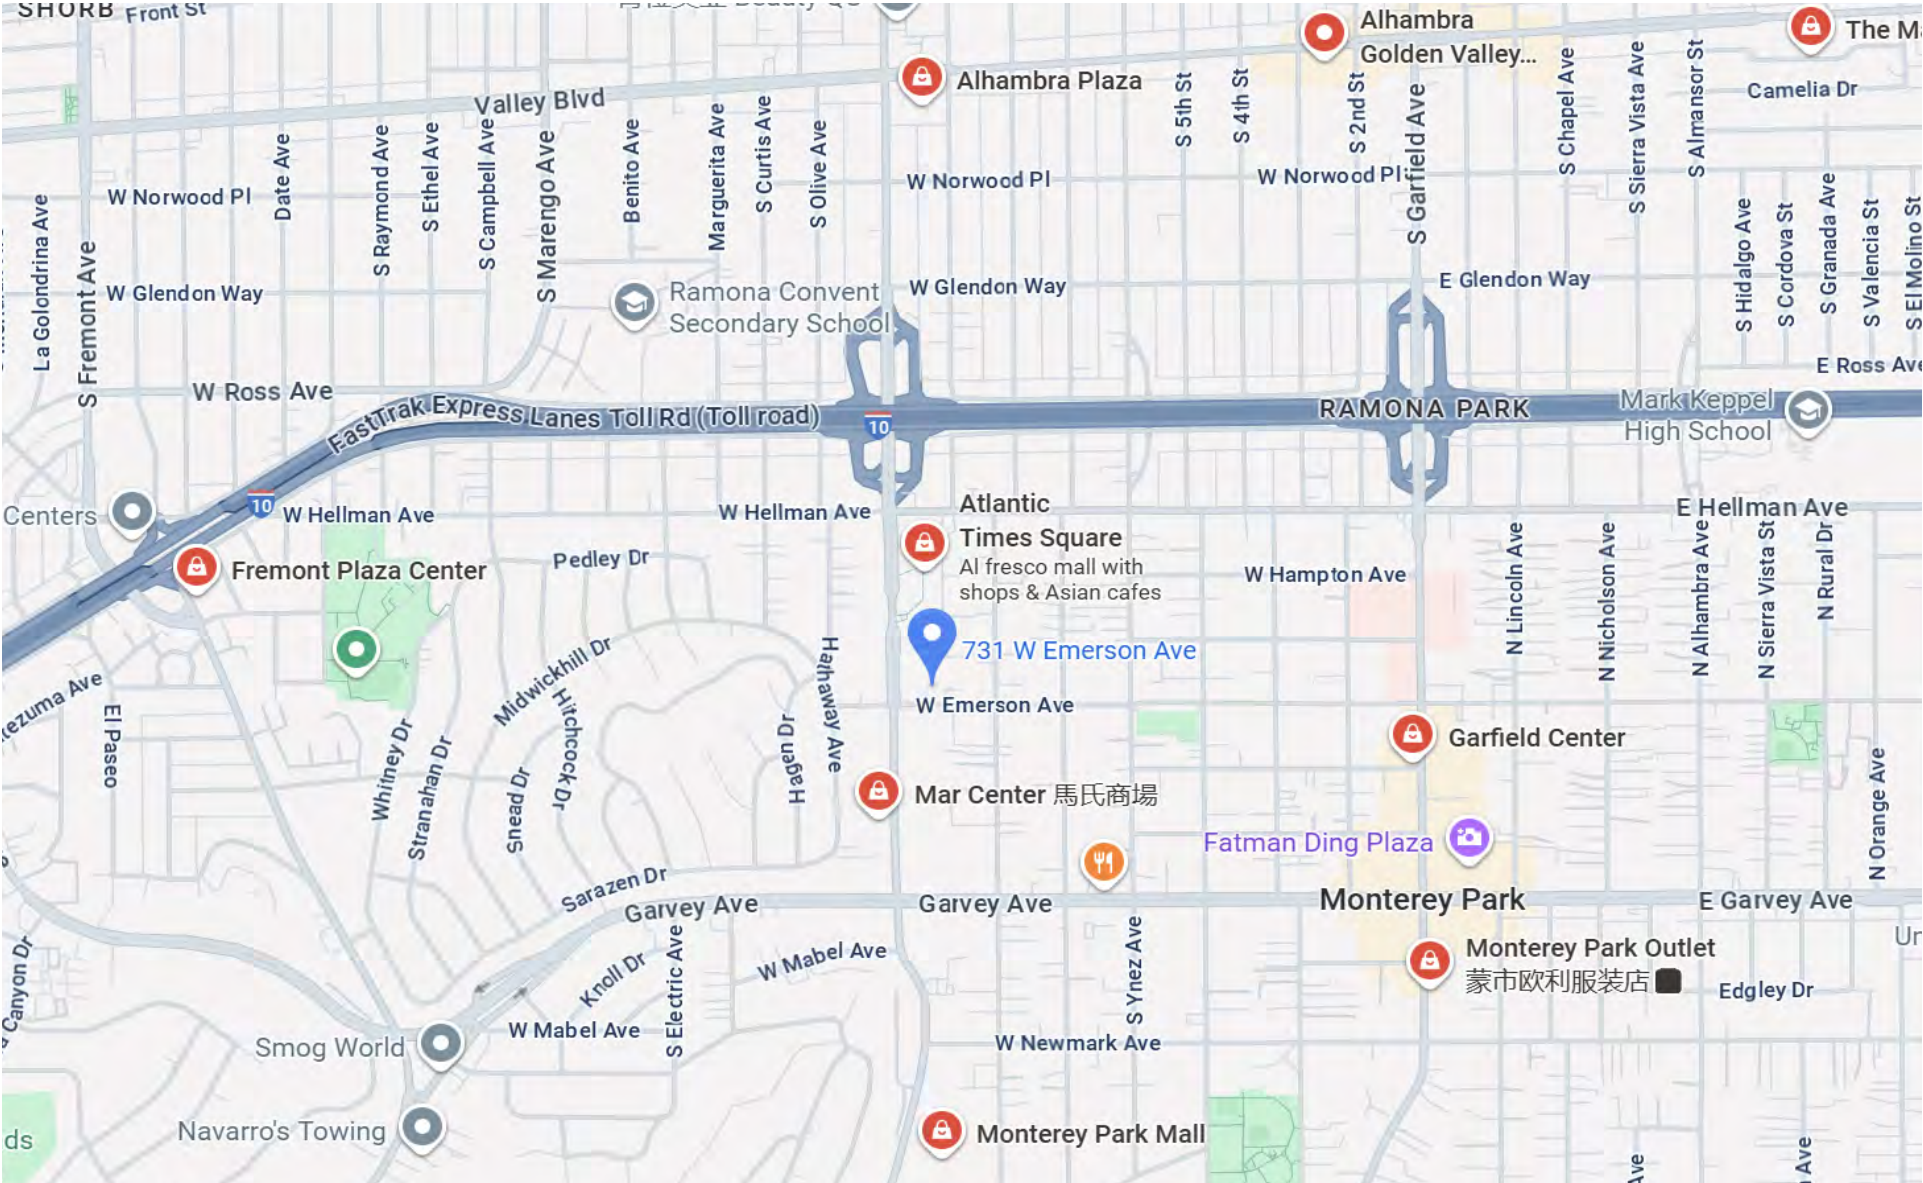 SHORB
Front St
Alhambra
Golden Valley...
Alhambra Plaza
Valley Blvd
Camelia Dr
Date Ave
S Raymond Ave
S Ethel Ave
S Campbell Ave
S Marengo Ave
Benito Ave
Marguerita Ave
S Curtis Ave
S Olive Ave
S 5th St
S 4th St
S 2nd St
S Garfield Ave
S Chapel Ave
S Sierra Vista Ave
S Almansor St
W Norwood Pl
W Norwood Pl
W Norwood Pl
La Golondrina Ave
S Fremont Ave
S Hidalgo Ave
S Cordova St
S Granada Ave
S Valencia St
S El Molino St
W Glendon Way
Ramona Convent
Secondary School
W Glendon Way
E Glendon Way
W Ross Ave
E Ross Ave
FastTrak Express Lanes Toll Rd (Toll road)
10
RAMONA PARK
Mark Keppel
High School
Centers
10
W Hellman Ave
W Hellman Ave
Atlantic
Times Square
Al fresco mall with
shops & Asian cafes
E Hellman Ave
Fremont Plaza Center
Pedley Dr
W Hampton Ave
N Lincoln Ave
N Nicholson Ave
N Alhambra Ave
N Sierra Vista St
N Rural Dr
731 W Emerson Ave
W Emerson Ave
Midwickhill Dr
Hitchcock Dr
Hathaway Ave
Hagen Dr
El Paseo
Whitney Dr
Stranahan Dr
Snead Dr
Garfield Center
Mar Center 馬氏商場
Fatman Ding Plaza
N Orange Ave
Sarazen Dr
Garvey Ave
Garvey Ave
Monterey Park
E Garvey Ave
Canyon Dr
Knoll Dr
S Electric Ave
W Mabel Ave
S Ynez Ave
Monterey Park Outlet
蒙市欧利服装店
Edgley Dr
W Mabel Ave
Smog World
W Newmark Ave
Navarro's Towing
Monterey Park Mall
ds
Ave
Ave